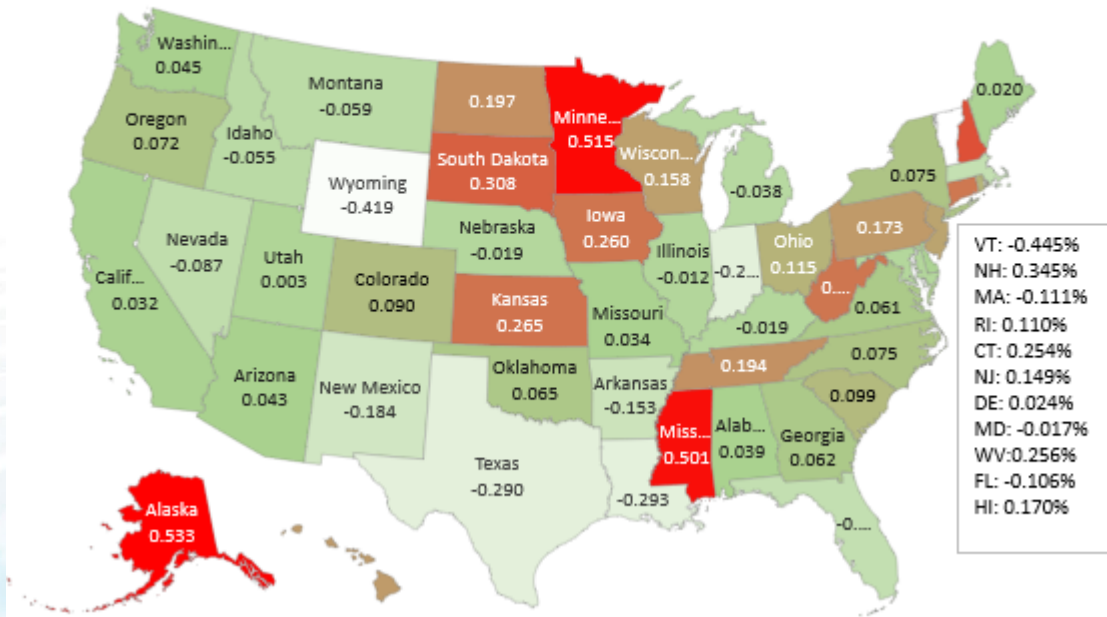 Washin ...
0.045
Montana
-0.059
0.197
Minne ...
0.515
0.020
Oregon
0.072
Idaho
-0.055
South Dakota
0.308
Wiscon...
0.158
0.075
Wyoming
-0.419
-0.038
Iowa
0.260
0.173
Nebraska
-0.019
Nevada
-0.087
Utah
0.003
Illinois
-0.012
-0.2 ...
Ohio
0.115
Calif...
0.032
Colorado
0.090
Kansas
0.265
0.....
0.061
Missouri
0.034
-0.019
0.075
0.194
Arizona
0.043
New Mexico
-0.184
Oklahoma
0.065
Arkansas
-0.153
0.099
Miss...
0.501
Alab ...
0.039
Georgia
0.062
Texas
-0.290
-0.293
-0.....
Alaska
0.533
VT: -0.445%
NH: 0.345%
MA: -0.111%
RI: 0.110%
CT: 0.254%
NJ: 0.149%
DE: 0.024%
MD: -0.017%
WV:0.256%
FL: -0.106%
HI: 0.170%